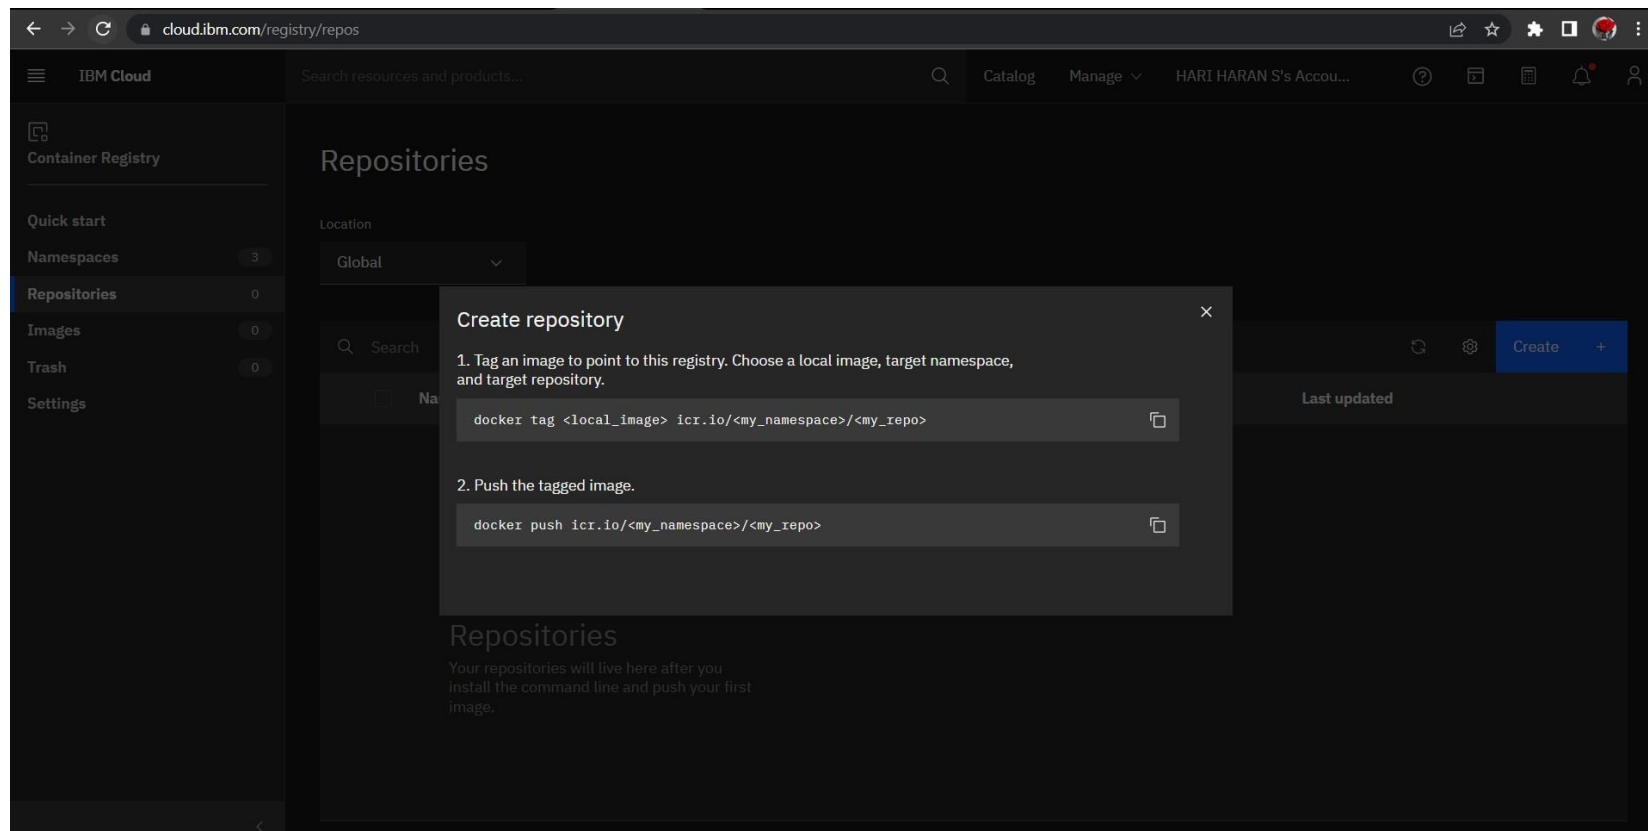 cloud.ibm.com/registry/repos
IBM Cloud
Search resources and products...
Catalog
Manage
HARI HARAN S's Accou...
Container Registry
Quick start
Namespaces 3
Repositories 0
Images 0
Trash 0
Settings
Repositories
Location
Global
Search
Create +
Na
Last updated
Create repository
1. Tag an image to point to this registry. Choose a local image, target namespace,
and target repository.
docker tag <local_image> icr.io/<my_namespace>/<my_repo>
2. Push the tagged image.
docker push icr.io/<my_namespace>/<my_repo>
Repositories
Your repositories will live here after you
install the command line and push your first
image.